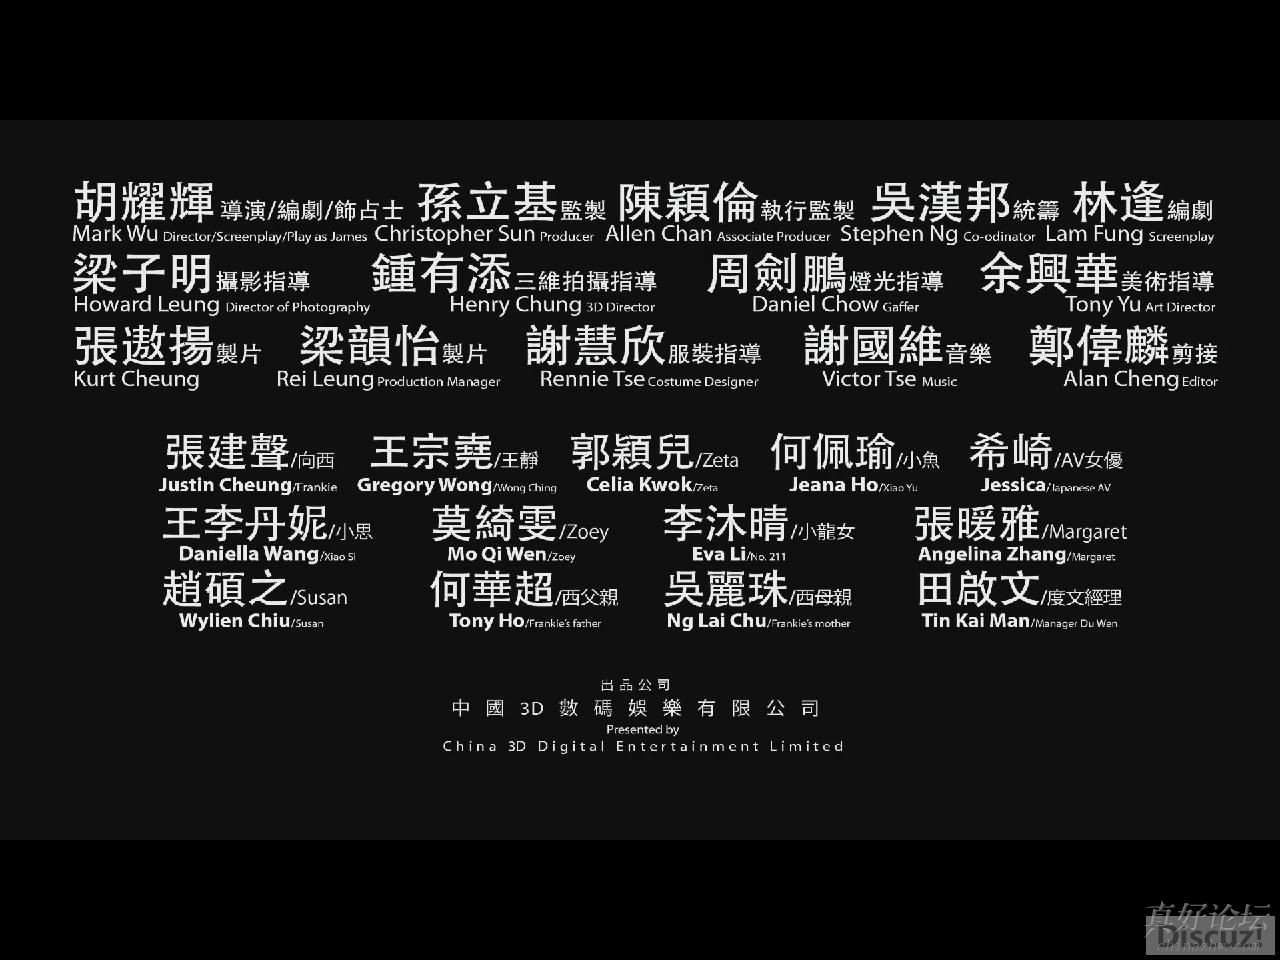 胡耀輝 導演/編劇/飾占士 孫立基 監製 陳穎倫 執行監製 吳漢邦 統籌 林逢 編劇
Mark Wu Director/Screenplay/Play as James Christopher Sun Producer Allen Chan Associate Producer Stephen Ng Co-odinator Lam Fung Screenplay
梁子明 攝影指導 鍾有添 三維拍攝指導 周劍鵬 燈光指導 余興華 美術指導
Howard Leung Director of Photography Henry Chung 3D Director Daniel Chow Gaffer Tony Yu Art Director
張遨揚 製片 梁韻怡 製片 謝慧欣 服裝指導 謝國維 音樂 鄭偉麟 剪接
Kurt Cheung Rei Leung Production Manager Rennie Tse Costume Designer Victor Tse Music Alan Cheng Editor
張建聲/向西 王宗堯/王靜 郭穎兒/Zeta 何佩瑜/小魚 希崎/AV女優
Justin Cheung/Frankie Gregory Wong/Wong Ching Celia Kwok/Zeta Jeana Ho/Xiao Yu Jessica/Japanese AV
王李丹妮/小思 莫綺雯/Zoey 李沐晴/小龍女 張暖雅/Margaret
Daniella Wang/Xiao Si Mo Qi Wen/Zoey Eva Li/No. 211 Angelina Zhang/Margaret
趙碩之/Susan 何華超/西父親 吳麗珠/西母親 田啟文/度文經理
Wylien Chiu/Susan Tony Ho/Frankie's father Ng Lai Chu/Frankie's mother Tin Kai Man/Manager Du Wen
出品公司
中國3D數碼娛樂有限公司
Presented by
China 3D Digital Entertainment Limited
真好论坛
Discuz!